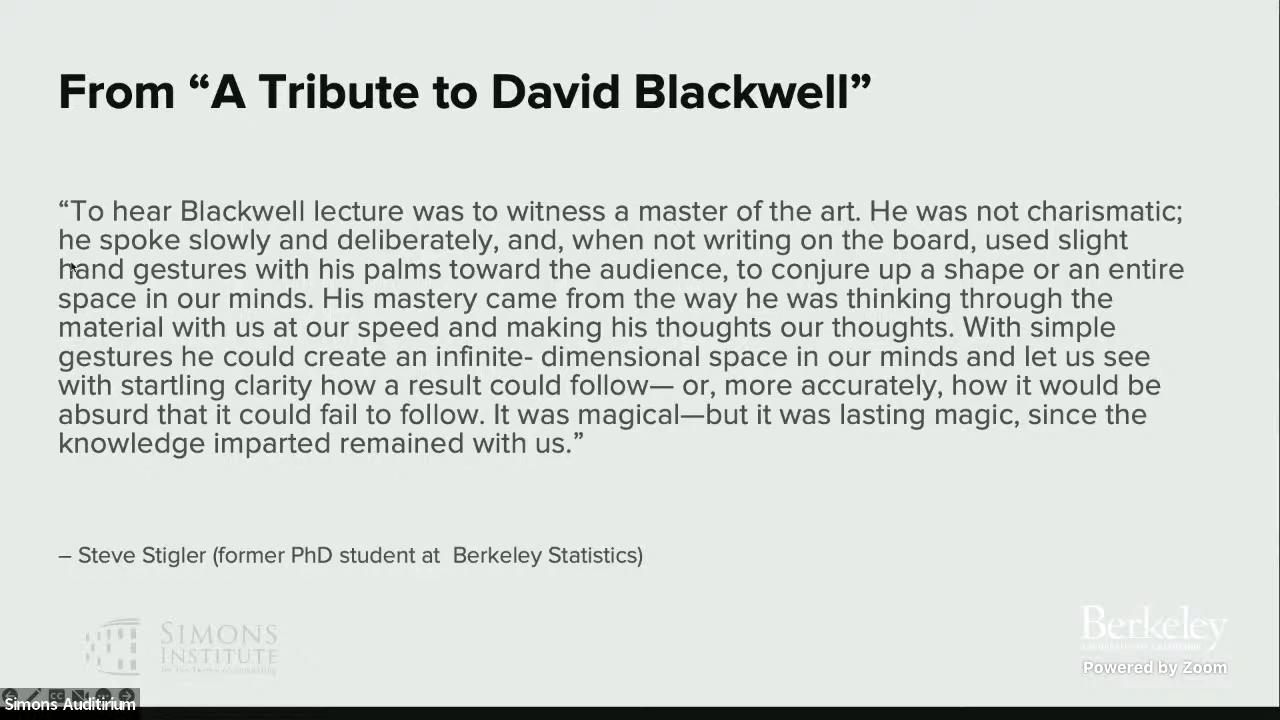 From “A Tribute to David Blackwell”
“To hear Blackwell lecture was to witness a master of the art. He was not charismatic;
he spoke slowly and deliberately, and, when not writing on the board, used slight
hand gestures with his palms toward the audience, to conjure up a shape or an entire
space in our minds. His mastery came from the way he was thinking through the
material with us at our speed and making his thoughts our thoughts. With simple
gestures he could create an infinite- dimensional space in our minds and let us see
with startling clarity how a result could follow— or, more accurately, how it would be
absurd that it could fail to follow. It was magical—but it was lasting magic, since the
knowledge imparted remained with us.”
– Steve Stigler (former PhD student at  Berkeley Statistics)
SIMONS
INSTITUTE
Berkeley
Powered by Zoom
CC
Simons Auditirium